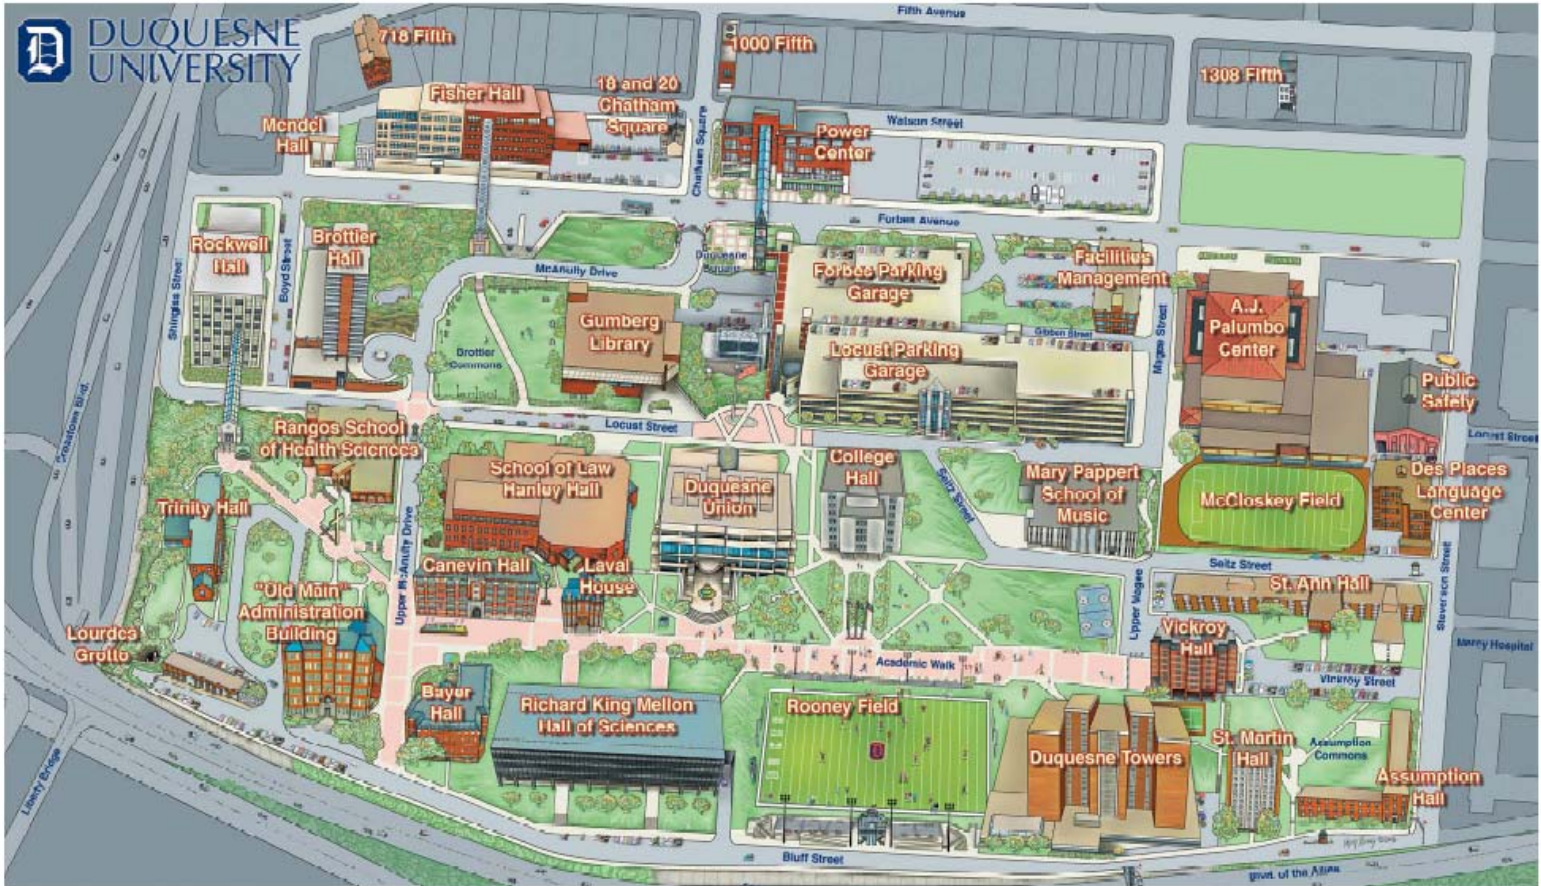 DUQUESNE
UNIVERSITY
Fifth Avenue
718 Fifth
1000 Fifth
1308 Fifth
Fisher Hall
18 and 20
Chatham
Square
Mendel
Hall
Chatham Square
Power
Center
Watson Street
Forbes Avenue
Rockwell
Hall
Boyd Street
Brottier
Hall
Shingiss Street
McAnulty Drive
Duquesne
Square
Forbes Parking
Garage
Facilities
Management
Gibbon Street
Magee Street
A.J.
Palumbo
Center
Gumberg
Library
Brottier
Commons
Locust Parking
Garage
Public
Safety
Crosstown Blvd.
Locust Street
Locust Street
Rangos School
of Health Sciences
School of Law
Hanley Hall
Duquesne
Union
College
Hall
Seitz Street
Mary Pappert
School of
Music
McCloskey Field
Des Places
Language
Center
Trinity Hall
Upper McAnulty Drive
Canevin Hall
Laval
House
Seitz Street
St. Ann Hall
Stevenson Street
"Old Main"
Administration
Building
Upper Magee
Vickroy
Hall
Lourdes
Grotto
Mercy Hospital
Academic Walk
Vickroy Street
Bayer
Hall
Richard King Mellon
Hall of Sciences
Rooney Field
Duquesne Towers
St. Martin
Hall
Assumption
Commons
Assumption
Hall
Liberty Bridge
Bluff Street
Blvd. of the Allies